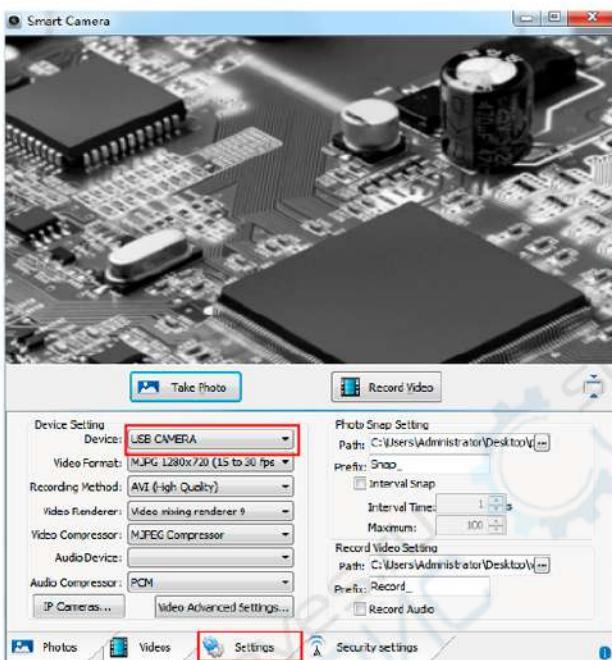 Smart Camera
Take Photo
Record Video
Device Setting
Device: USB CAMERA
Video Format: MJPG 1280x720 (15 to 30 fps
Recording Method: AVI (High Quality)
Video Renderer: Video mixing renderer 9
Video Compressor: MJPEG Compressor
Audio Device:
Audio Compressor: PCM
IP Cameras...
Video Advanced Settings...
Photo Snap Setting
Path: C:\Users\Administrator\Desktop\p ...
Prefix: Snap_
Interval Snap
Interval Time: 1 s
Maximum: 100
Record Video Setting
Path: C:\Users\Administrator\Desktop\v ...
Prefix: Record_
Record Audio
Photos
Videos
Settings
Security settings